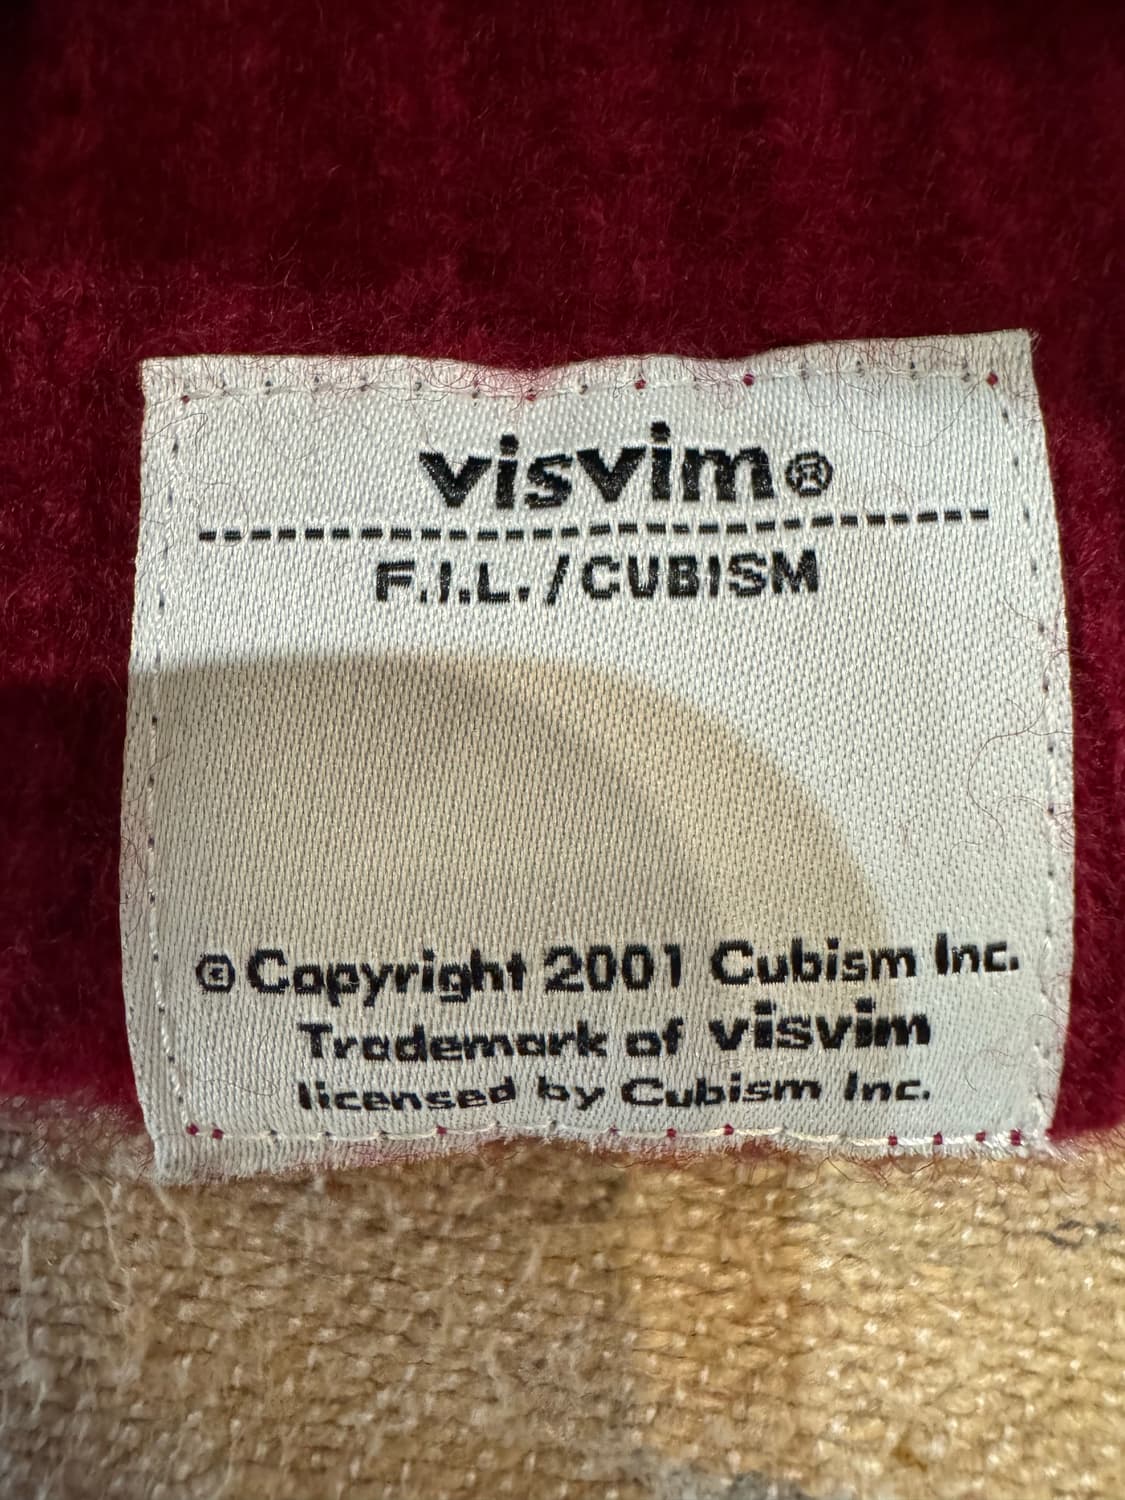 visvim®
F.I.L./CUBISM
©Copyright 2001 Cubism Inc.
Trademark of visvim
licensed by Cubism Inc.